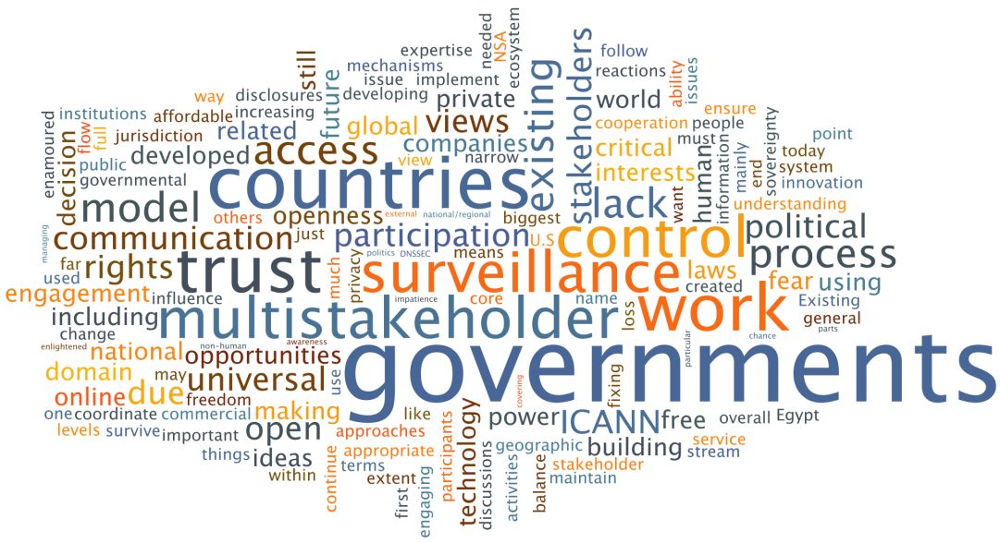 needed
NSA
ecosystem
expertise
stakeholders
follow
still
mechanisms
existing
reactions
ability
issues
issue
implement
future
way
disclosures
developing
private
world
ensure
enamoured
institutions
affordable
increasing
related
global
views
cooperation
people
sovereignty
decision
flow
full
jurisdiction
developed
access
companies
view
narrow
critical
must
human
information
mainly
end
today
point
public
governmental
countries
interests
want
system
innovation
model
others
openness
external
national/regional
biggest
lack
understanding
managing
communication
just
participation
U.S
control
political
far
rights
trust
much
privacy
politics
DNSSEC
means
surveillance
laws
process
used
created
fear
using
engagement
influence
impatience
core
name
loss
work
Existing
including
multistakeholder
general
change
parts
chance
particular
enlightened
national
non-human
awareness
opportunities
governments
domain
may
universal
use
covering
fixing
online
due
freedom
one
coordinate
commercial
making
like
power
ICANN
free
overall
Egypt
levels
survive
important
open
approaches
participants
technology
geographic
building
service
stream
things
ideas
continue
appropriate
terms
discussions
activities
balance
stakeholder
maintain
within
extent
first
engaging